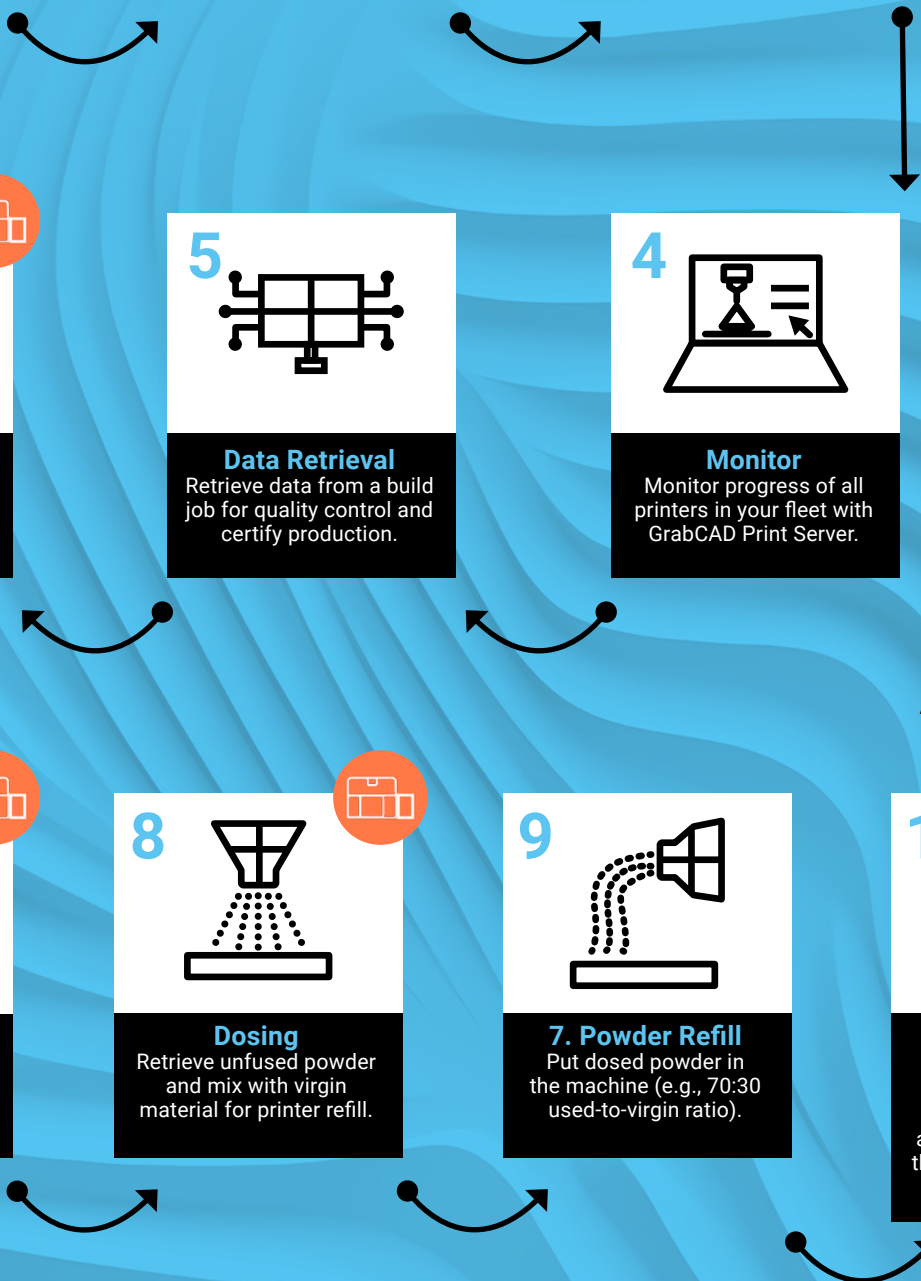 5
Data Retrieval
Retrieve data from a build
job for quality control and
certify production.
4
Monitor
Monitor progress of all
printers in your fleet with
GrabCAD Print Server.
8
Dosing
Retrieve unfused powder
and mix with virgin
material for printer refill.
9
7. Powder Refill
Put dosed powder in
the machine (e.g., 70:30
used-to-virgin ratio).